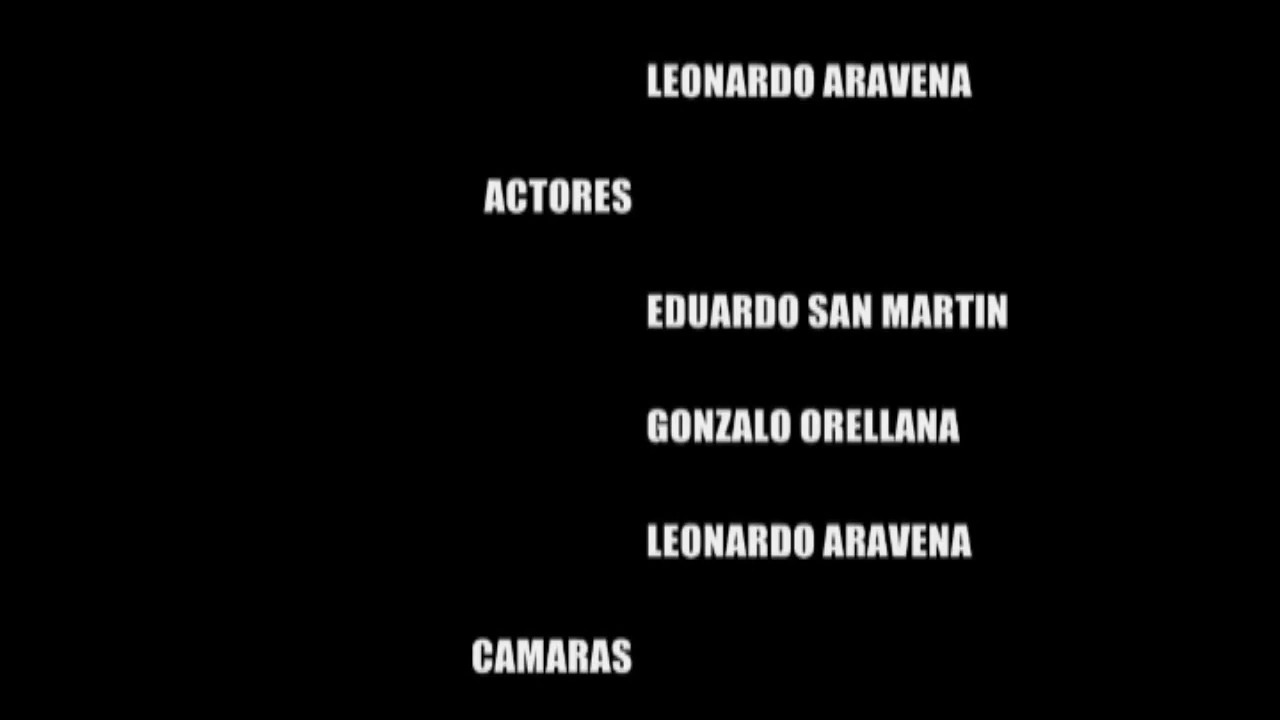 LEONARDO ARAVENA
ACTORES
EDUARDO SAN MARTIN
GONZALO ORELLANA
LEONARDO ARAVENA
CAMARAS